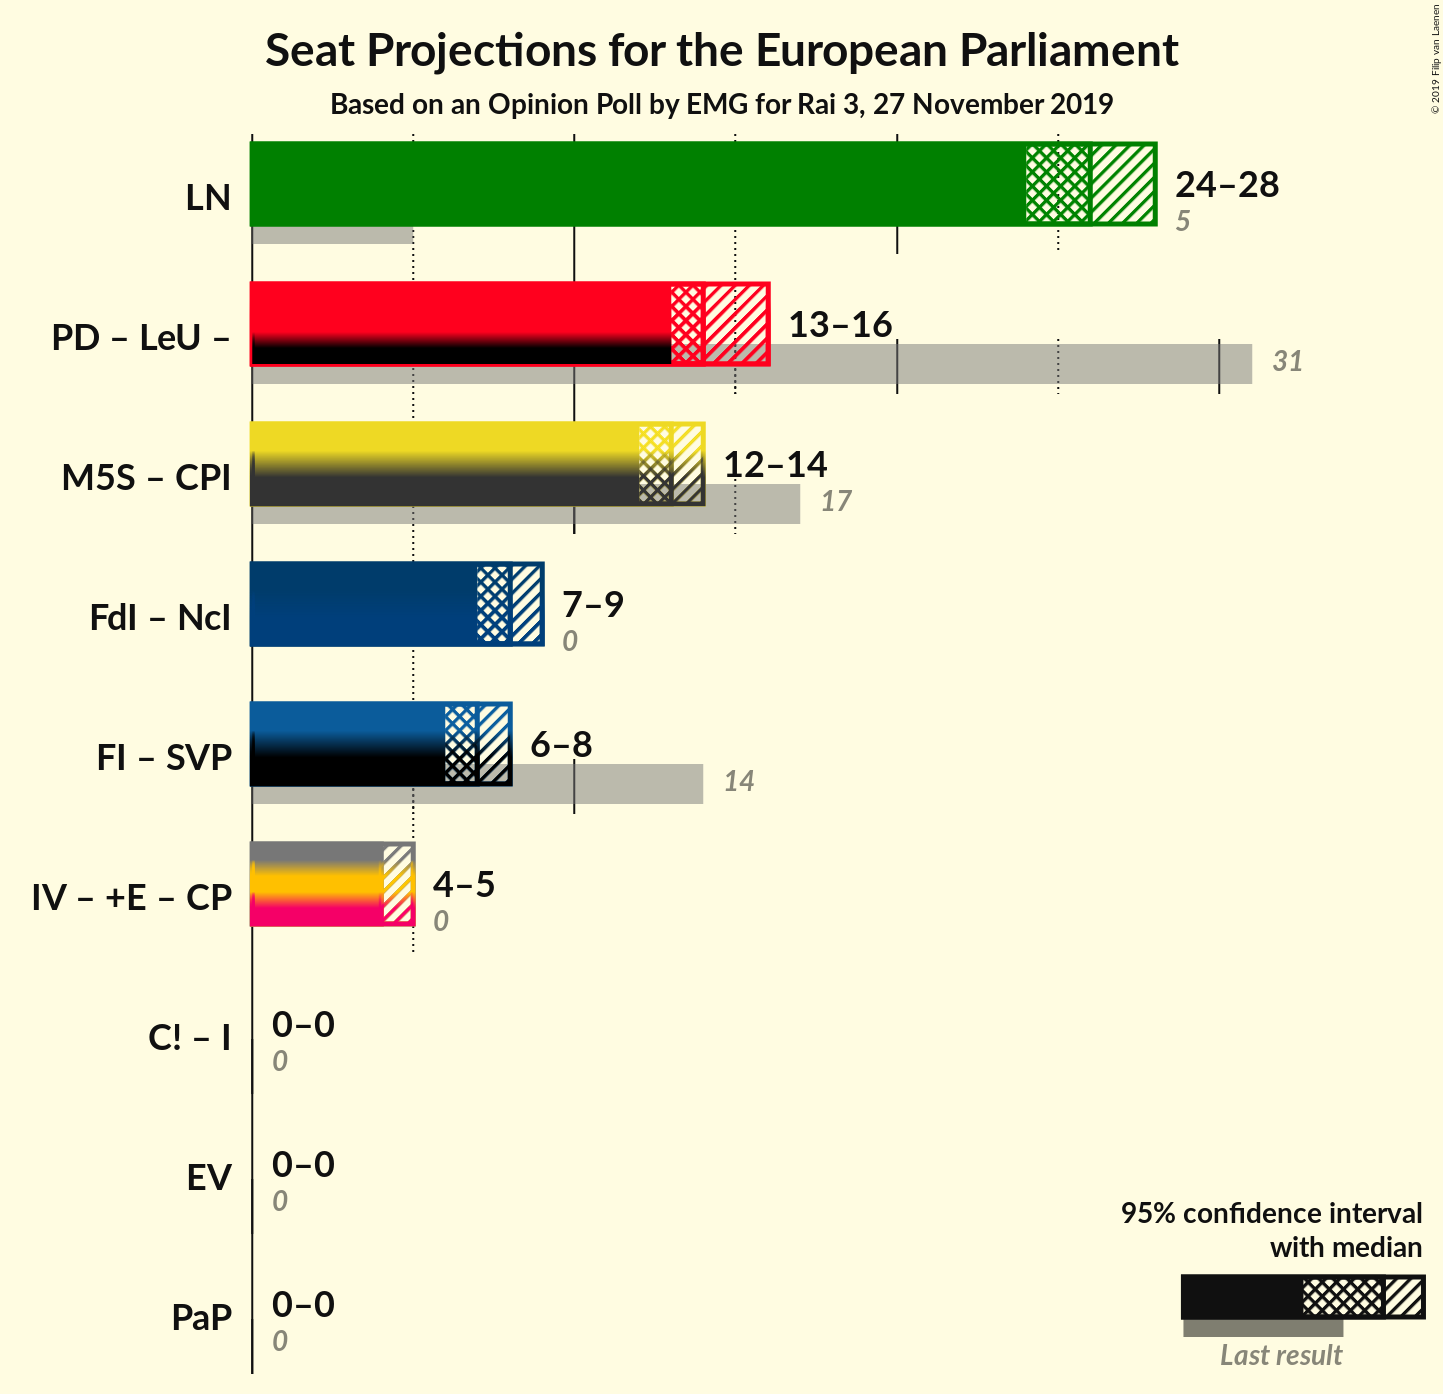 Seat Projections for the European Parliament
Based on an Opinion Poll by EMG for Rai 3, 27 November 2019
© 2019 Filip van Laenen
LN
24–28
5
PD – LeU –
13–16
31
M5S – CPI
12–14
17
FdI – NcI
7–9
0
FI – SVP
6–8
14
IV – +E – CP
4–5
0
C! – I
0–0
0
EV
0–0
0
PaP
0–0
0
95% confidence interval
with median
Last result